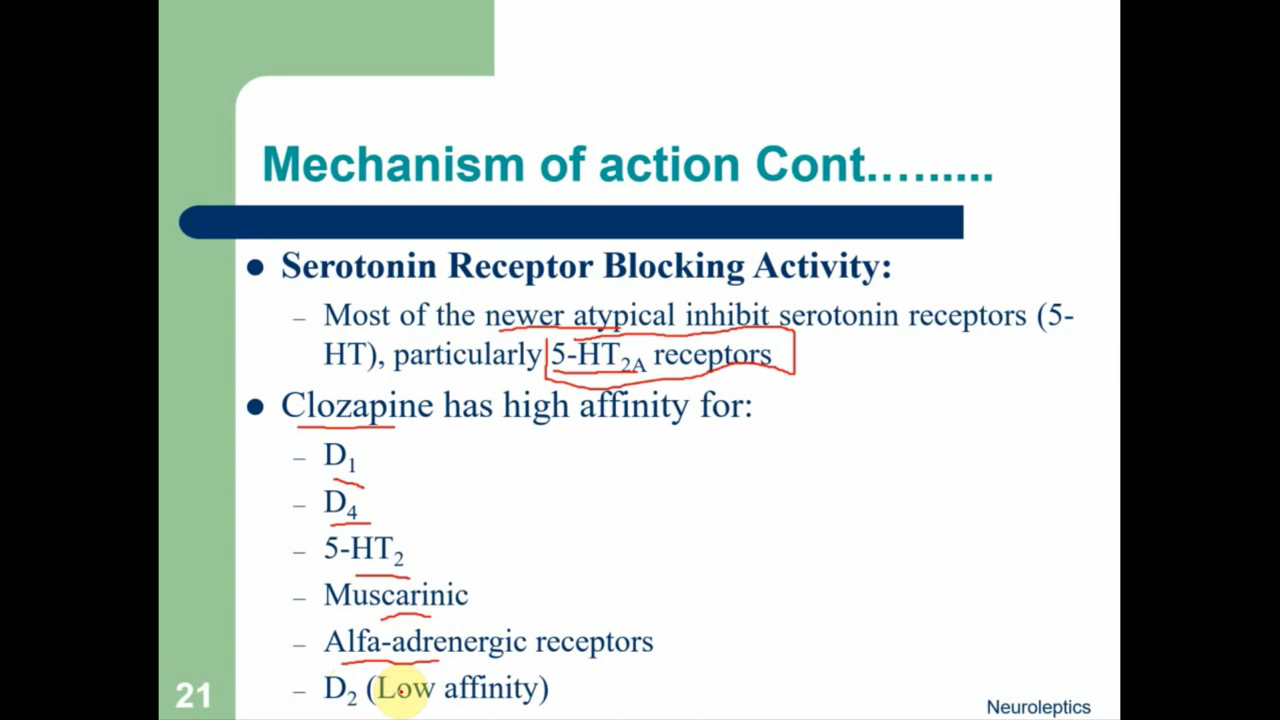 Mechanism of action Cont.….....
● Serotonin Receptor Blocking Activity:
– Most of the newer atypical inhibit serotonin receptors (5-
HT), particularly 5-HT₂A receptors
● Clozapine has high affinity for:
– D₁
– D₄
– 5-HT₂
– Muscarinic
– Alfa-adrenergic receptors
– D₂ (Low affinity)
21
Neuroleptics